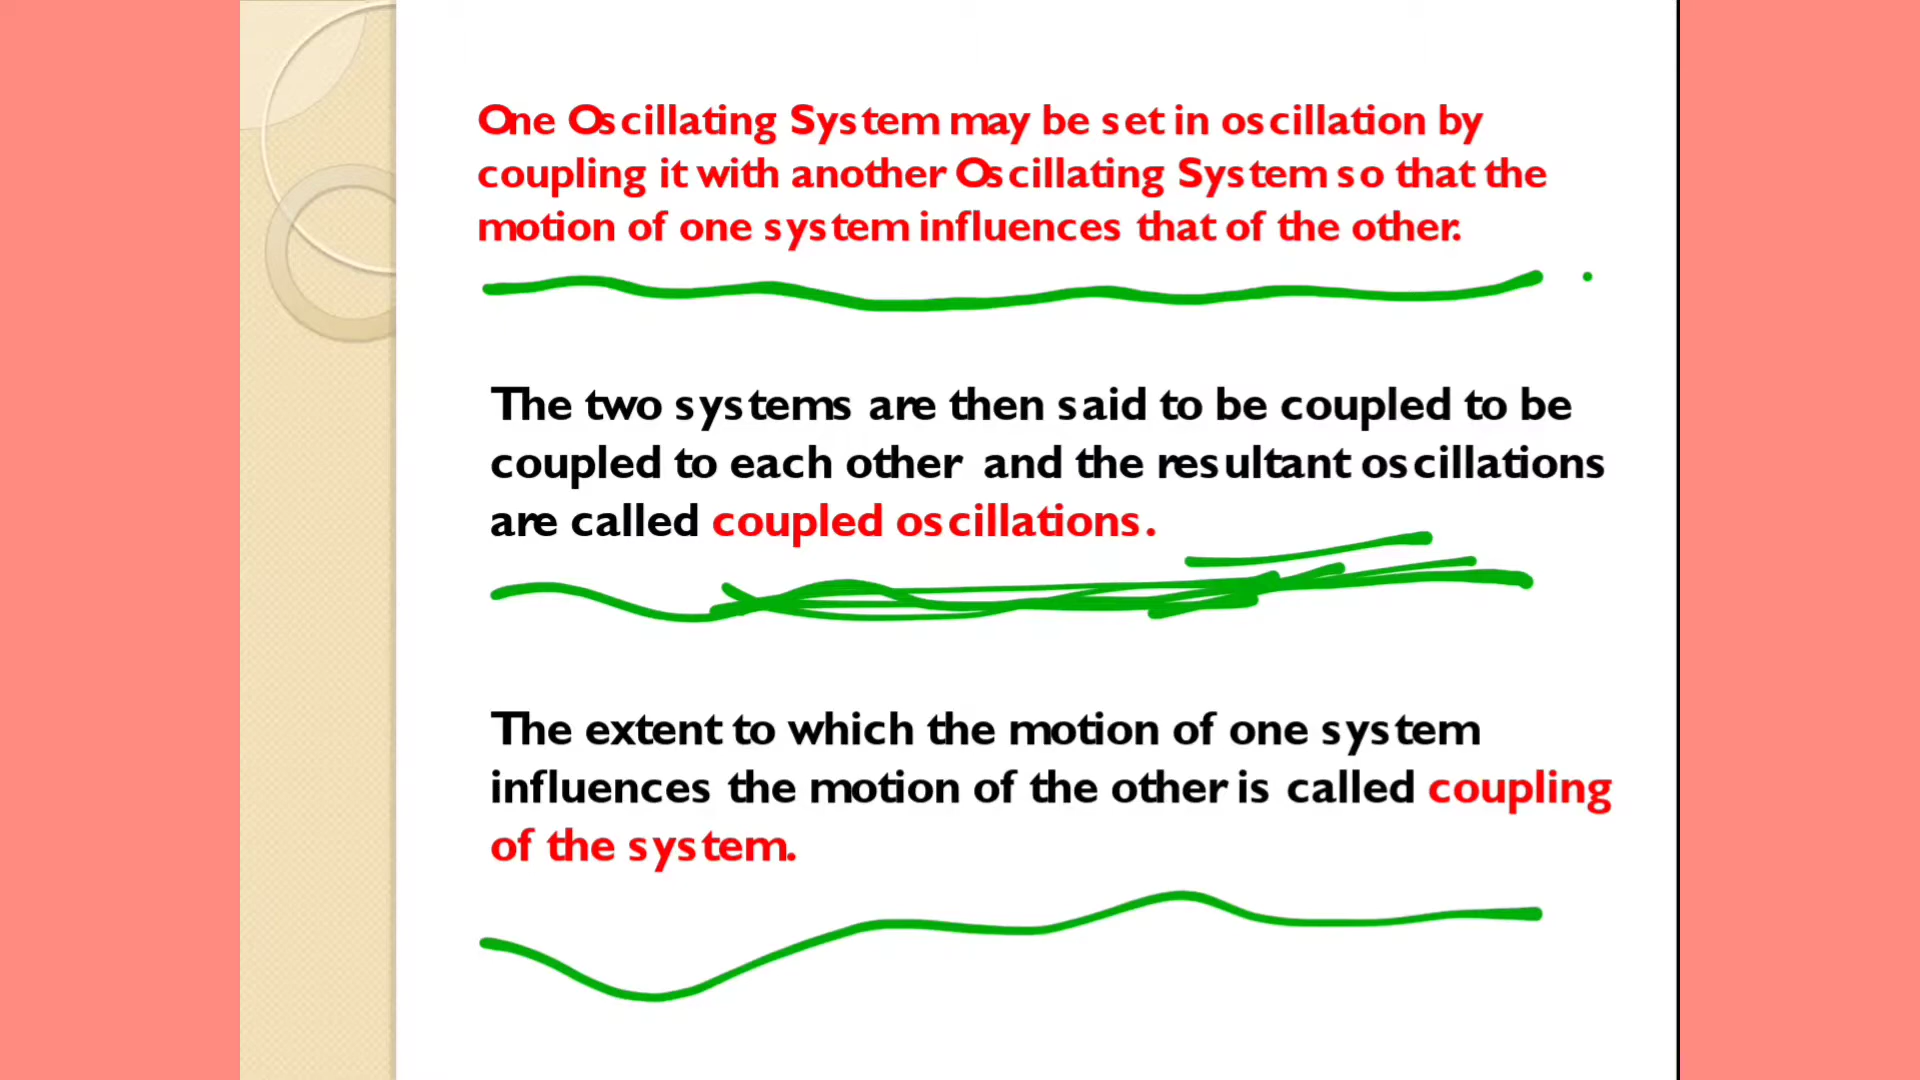 One Oscillating System may be set in oscillation by
coupling it with another Oscillating System so that the
motion of one system influences that of the other.
The two systems are then said to be coupled to be
coupled to each other and the resultant oscillations
are called coupled oscillations.
The extent to which the motion of one system
influences the motion of the other is called coupling
of the system.